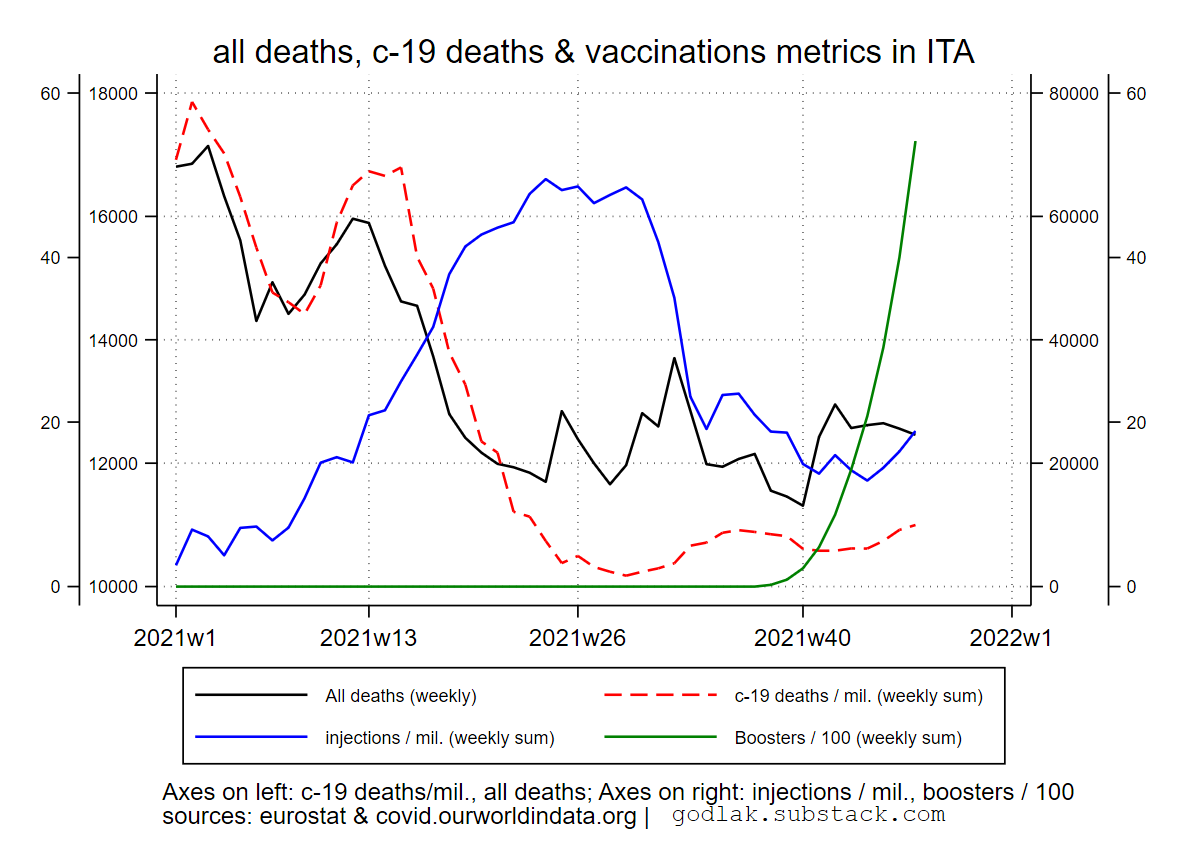 all deaths, c-19 deaths & vaccinations metrics in ITA
60 18000 80000 60
16000 60000
40 40
14000 40000
20 20
12000 20000
0 10000 0 0
2021w1 2021w13 2021w26 2021w40 2022w1
All deaths (weekly) c-19 deaths / mil. (weekly sum)
injections / mil. (weekly sum) Boosters / 100 (weekly sum)
Axes on left: c-19 deaths/mil., all deaths; Axes on right: injections / mil., boosters / 100
sources: eurostat & covid.ourworldindata.org | godlak.substack.com